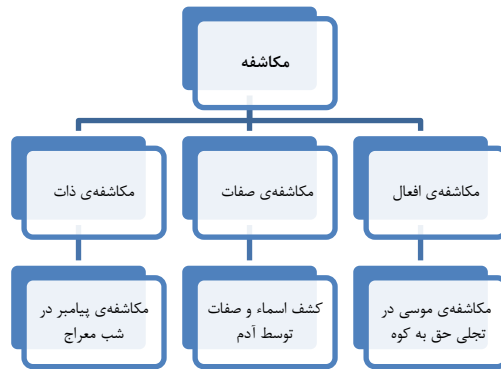 مکاشفه
مکاشفه‌ی افعال
مکاشفه‌ی صفات
مکاشفه‌ی ذات
مکاشفه‌ی موسی در
تجلی حق به کوه
کشف اسماء و صفات
توسط آدم
مکاشفه‌ی پیامبر در
شب معراج